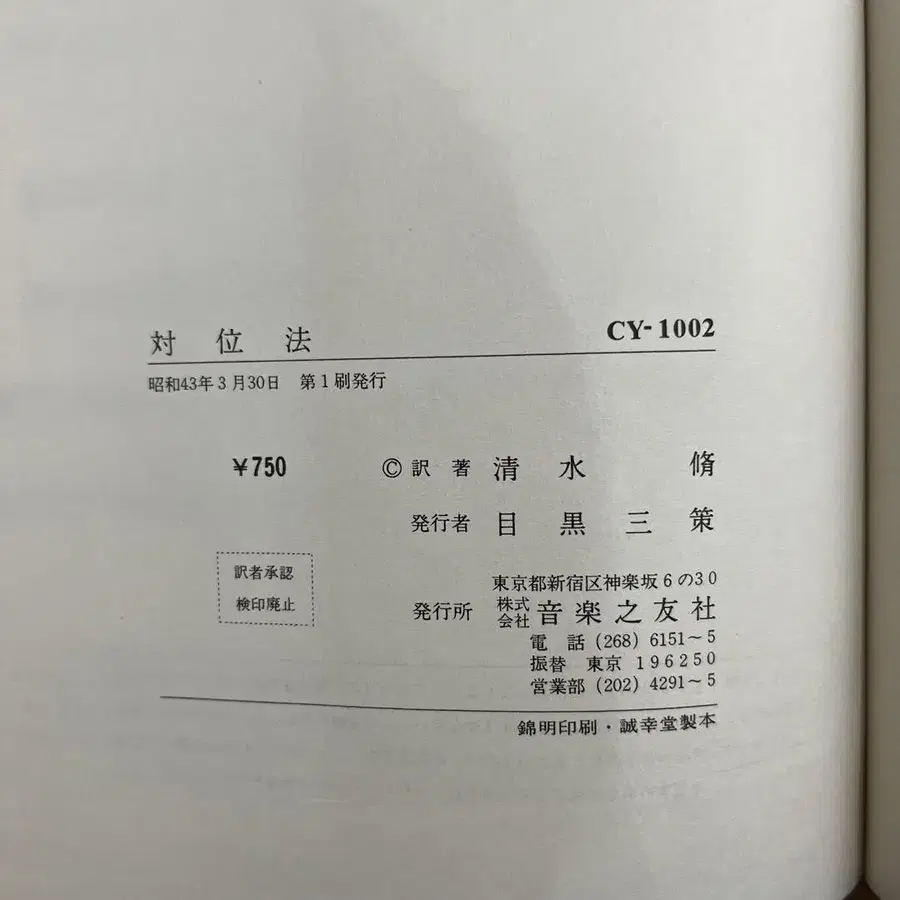 対位法 CY-1002
昭和43年3月30日 第1刷発行
¥750 © 訳著 清水脩
発行者 目黒三策
訳者承認
検印廃止
東京都新宿区神楽坂6の30
発行所 株式会社 音楽之友社
電話 (268) 6151〜5
振替 東京 196250
営業部 (202) 4291〜5
錦明印刷・誠幸堂製本